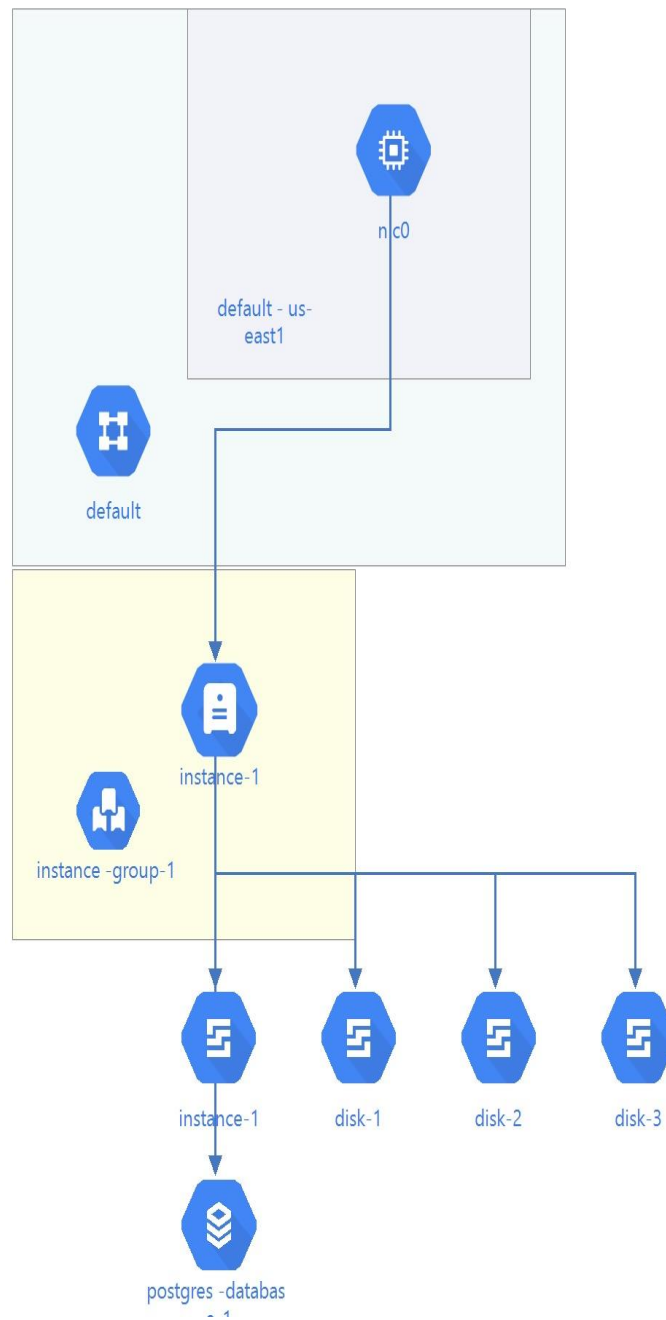 nic0
default - us-
east1
default
instance-1
instance -group-1
instance-1
disk-1
disk-2
disk-3
postgres -databas
e-1